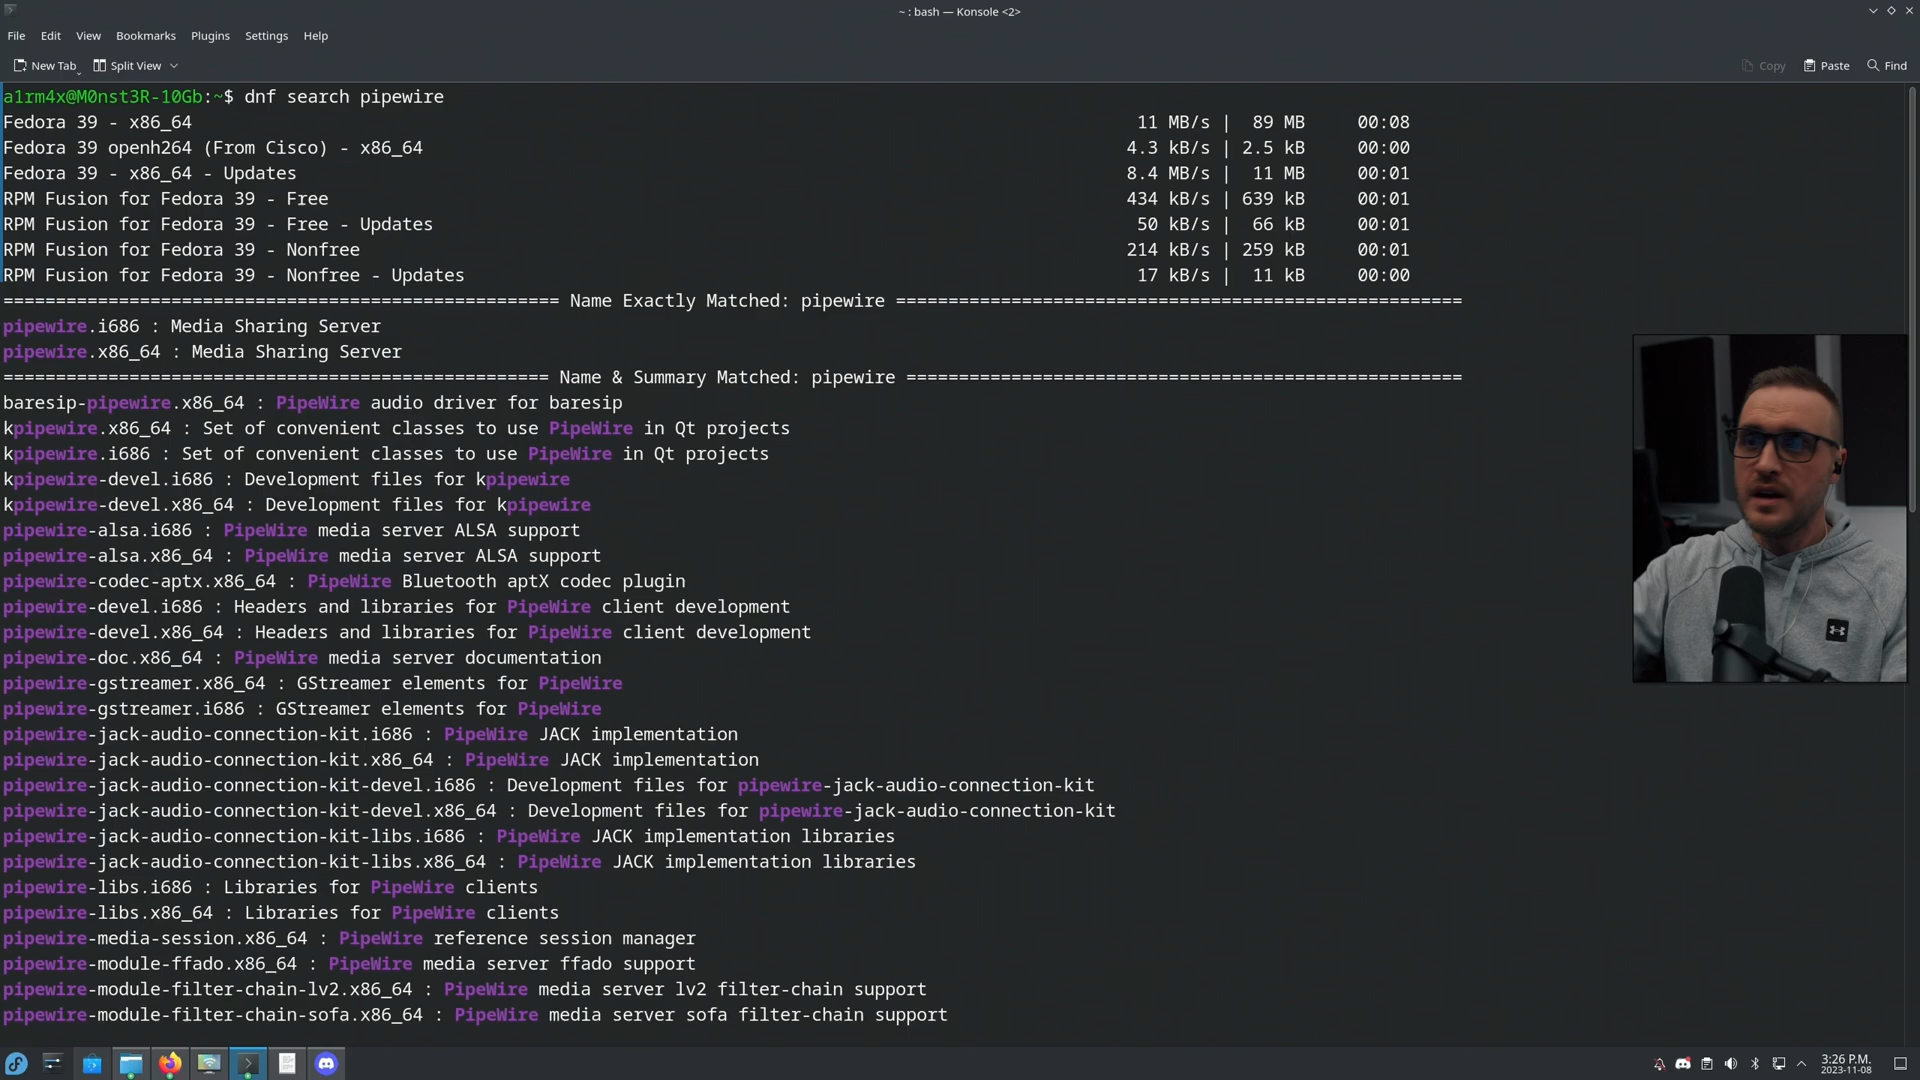 ~ : bash — Konsole <2>
File Edit View Bookmarks Plugins Settings Help
New Tab Split View Copy Paste Find
a1rm4x@M0nst3R-10Gb:~$ dnf search pipewire
Fedora 39 - x86_64 11 MB/s | 89 MB 00:08
Fedora 39 openh264 (From Cisco) - x86_64 4.3 kB/s | 2.5 kB 00:00
Fedora 39 - x86_64 - Updates 8.4 MB/s | 11 MB 00:01
RPM Fusion for Fedora 39 - Free 434 kB/s | 639 kB 00:01
RPM Fusion for Fedora 39 - Free - Updates 50 kB/s | 66 kB 00:01
RPM Fusion for Fedora 39 - Nonfree 214 kB/s | 259 kB 00:01
RPM Fusion for Fedora 39 - Nonfree - Updates 17 kB/s | 11 kB 00:00
===================================================== Name Exactly Matched: pipewire ======================================================
pipewire.i686 : Media Sharing Server
pipewire.x86_64 : Media Sharing Server
==================================================== Name & Summary Matched: pipewire =====================================================
baresip-pipewire.x86_64 : PipeWire audio driver for baresip
kpipewire.x86_64 : Set of convenient classes to use PipeWire in Qt projects
kpipewire.i686 : Set of convenient classes to use PipeWire in Qt projects
kpipewire-devel.i686 : Development files for kpipewire
kpipewire-devel.x86_64 : Development files for kpipewire
pipewire-alsa.i686 : PipeWire media server ALSA support
pipewire-alsa.x86_64 : PipeWire media server ALSA support
pipewire-codec-aptx.x86_64 : PipeWire Bluetooth aptX codec plugin
pipewire-devel.i686 : Headers and libraries for PipeWire client development
pipewire-devel.x86_64 : Headers and libraries for PipeWire client development
pipewire-doc.x86_64 : PipeWire media server documentation
pipewire-gstreamer.x86_64 : GStreamer elements for PipeWire
pipewire-gstreamer.i686 : GStreamer elements for PipeWire
pipewire-jack-audio-connection-kit.i686 : PipeWire JACK implementation
pipewire-jack-audio-connection-kit.x86_64 : PipeWire JACK implementation
pipewire-jack-audio-connection-kit-devel.i686 : Development files for pipewire-jack-audio-connection-kit
pipewire-jack-audio-connection-kit-devel.x86_64 : Development files for pipewire-jack-audio-connection-kit
pipewire-jack-audio-connection-kit-libs.i686 : PipeWire JACK implementation libraries
pipewire-jack-audio-connection-kit-libs.x86_64 : PipeWire JACK implementation libraries
pipewire-libs.i686 : Libraries for PipeWire clients
pipewire-libs.x86_64 : Libraries for PipeWire clients
pipewire-media-session.x86_64 : PipeWire reference session manager
pipewire-module-ffado.x86_64 : PipeWire media server ffado support
pipewire-module-filter-chain-lv2.x86_64 : PipeWire media server lv2 filter-chain support
pipewire-module-filter-chain-sofa.x86_64 : PipeWire media server sofa filter-chain support
3:26 P.M.
2023-11-08